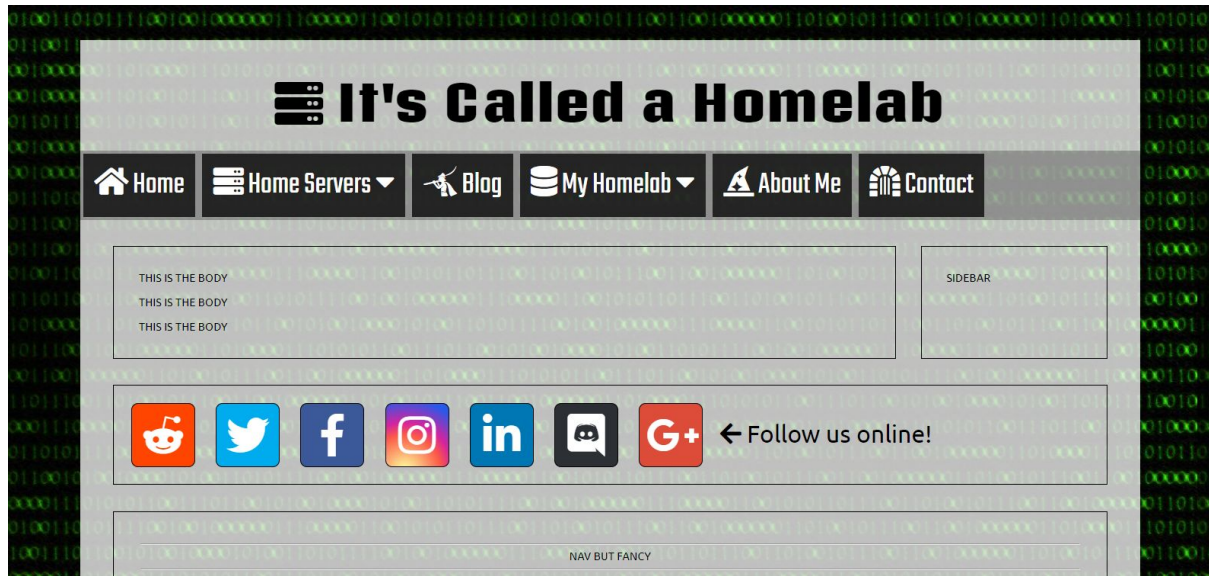 It's Called a Homelab
Home Home Servers Blog My Homelab About Me Contact
THIS IS THE BODY
THIS IS THE BODY
THIS IS THE BODY
SIDEBAR
f in G+ Follow us online!
NAV BUT FANCY